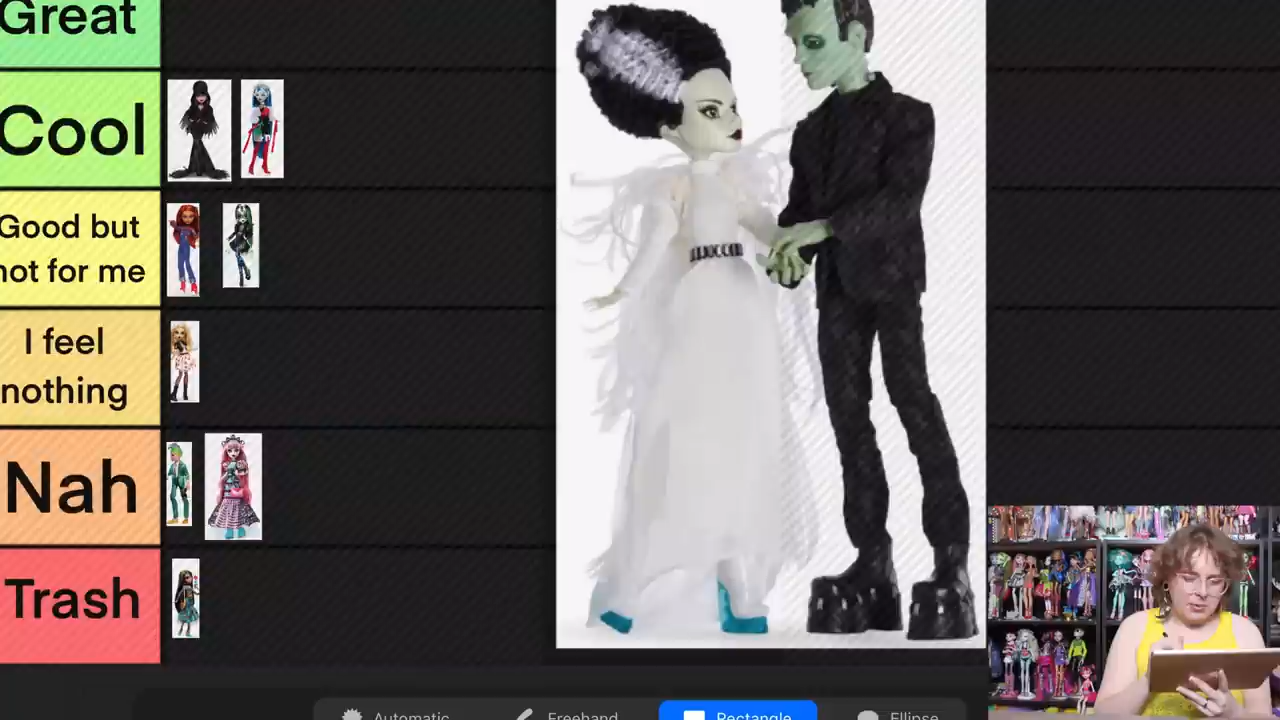 Great
Cool
Good but
not for me
I feel
nothing
Nah
Trash
Automatic
Freehand
Rectangle
Ellipse